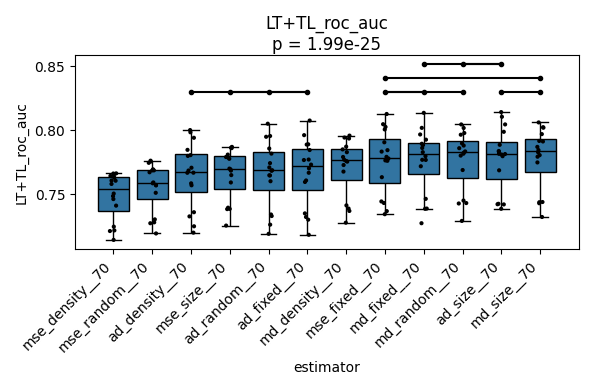 LT+TL_roc_auc
p = 1.99e-25
LT+TL_roc_auc
0.85
0.80
0.75
mse_density__70
mse_random__70
ad_density__70
mse_size__70
ad_random__70
ad_fixed__70
md_density__70
mse_fixed__70
md_fixed__70
md_random__70
ad_size__70
md_size__70
estimator